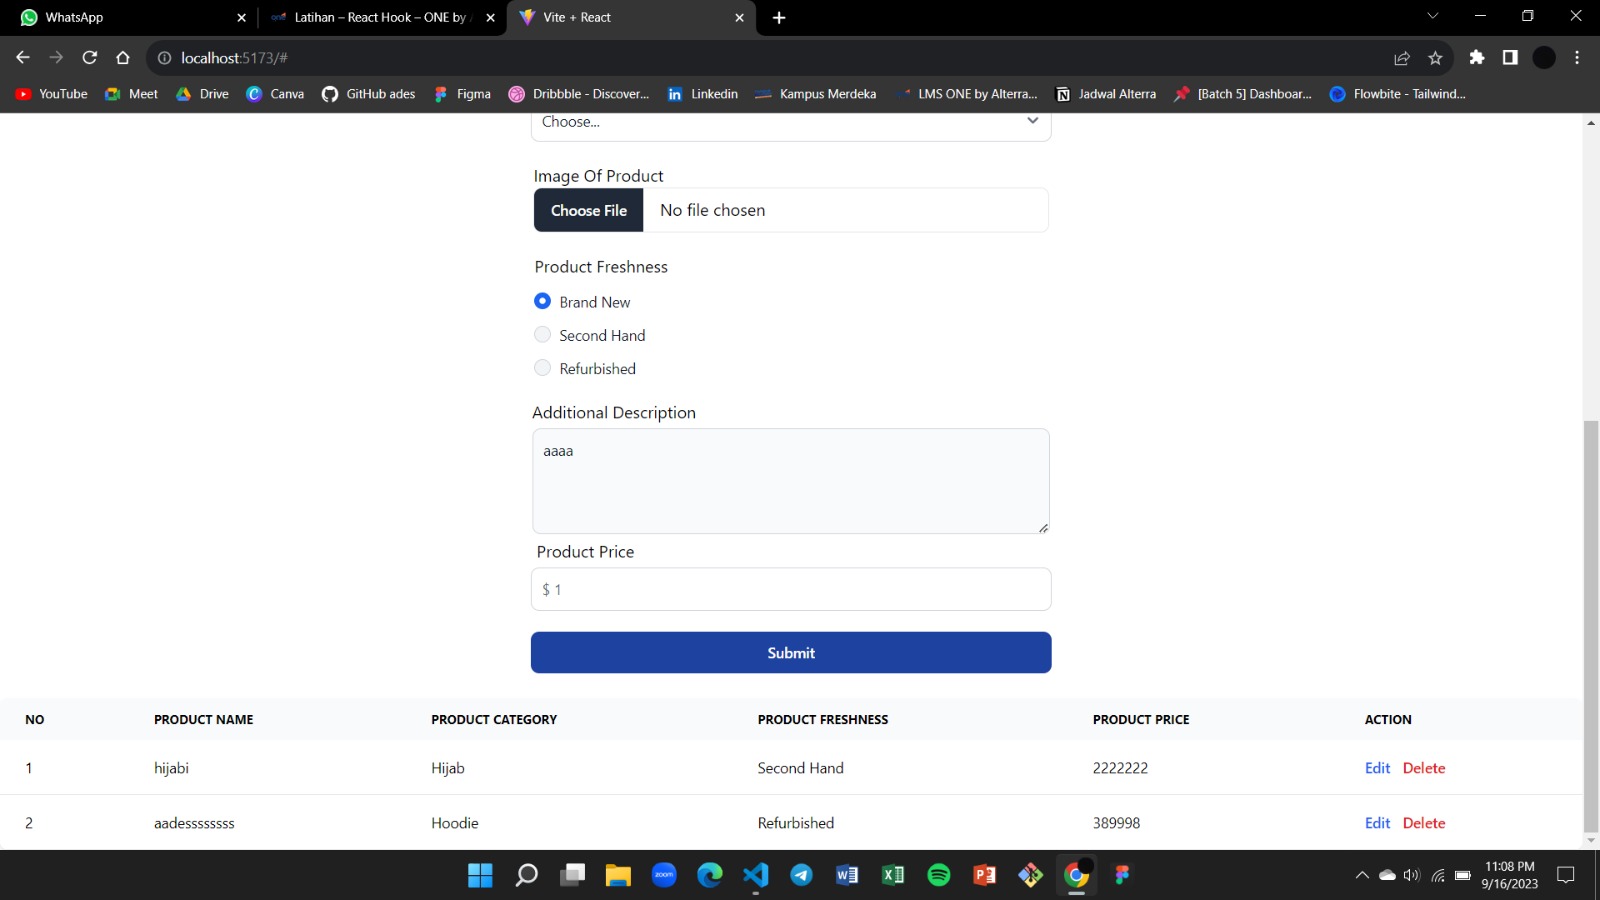 WhatsApp
Latihan – React Hook – ONE by
Vite + React
localhost:5173/#
YouTube Meet Drive Canva GitHub ades Figma Dribbble - Discover... Linkedin Kampus Merdeka LMS ONE by Alterra... Jadwal Alterra [Batch 5] Dashboar... Flowbite - Tailwind...
Choose...
Image Of Product
Choose File No file chosen
Product Freshness
Brand New
Second Hand
Refurbished
Additional Description
aaaa
Product Price
$ 1
Submit
NO PRODUCT NAME PRODUCT CATEGORY PRODUCT FRESHNESS PRODUCT PRICE ACTION
1 hijabi Hijab Second Hand 2222222 Edit Delete
2 aadessssssss Hoodie Refurbished 389998 Edit Delete
zoom
11:08 PM
9/16/2023